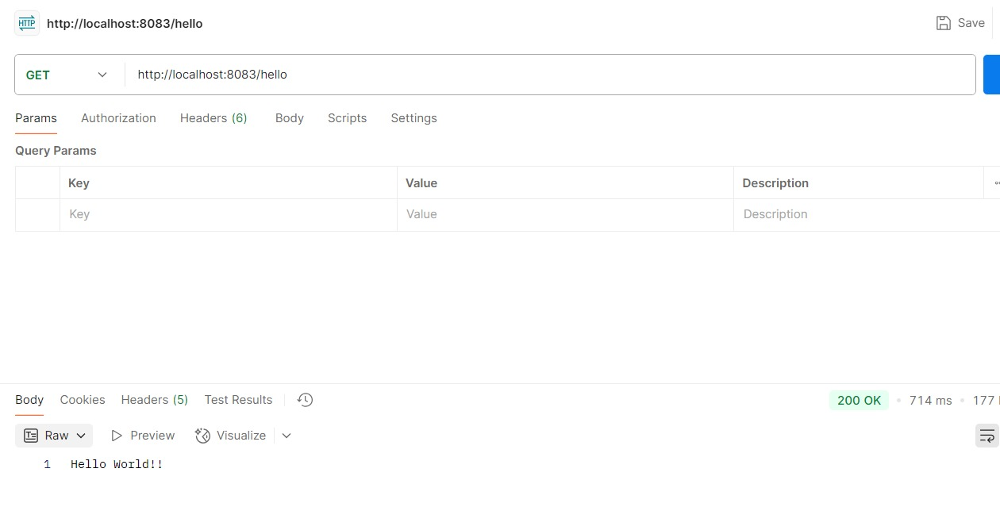 HTTP http://localhost:8083/hello Save
GET http://localhost:8083/hello
Params Authorization Headers (6) Body Scripts Settings
Query Params
Key Value Description
Key Value Description
Body Cookies Headers (5) Test Results 200 OK • 714 ms • 177
Raw Preview Visualize
1 Hello World!!